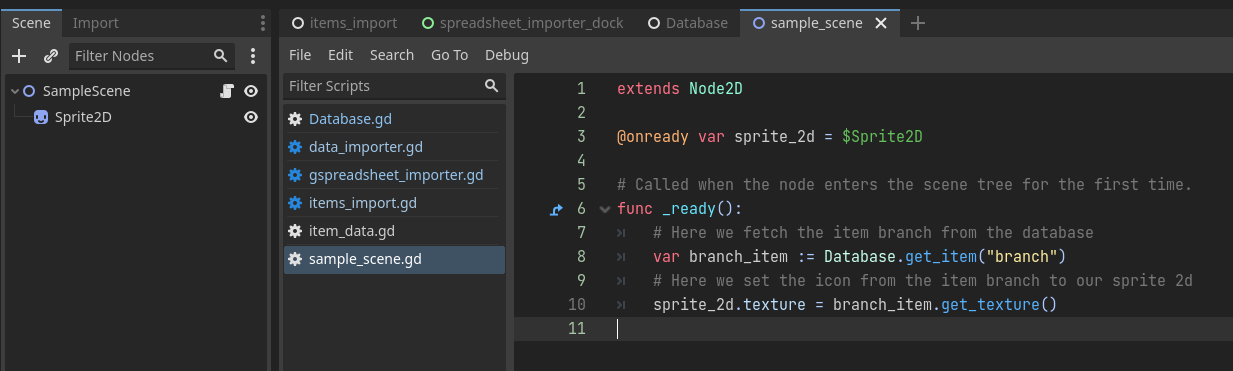 Scene Import
Filter Nodes
SampleScene
Sprite2D
items_import spreadsheet_importer_dock Database sample_scene
File Edit Search Go To Debug
Filter Scripts
Database.gd
data_importer.gd
gspreadsheet_importer.gd
items_import.gd
item_data.gd
sample_scene.gd
1 extends Node2D
2
3 @onready var sprite_2d = $Sprite2D
4
5 # Called when the node enters the scene tree for the first time.
6 func _ready():
7 # Here we fetch the item branch from the database
8 var branch_item := Database.get_item("branch")
9 # Here we set the icon from the item branch to our sprite 2d
10 sprite_2d.texture = branch_item.get_texture()
11